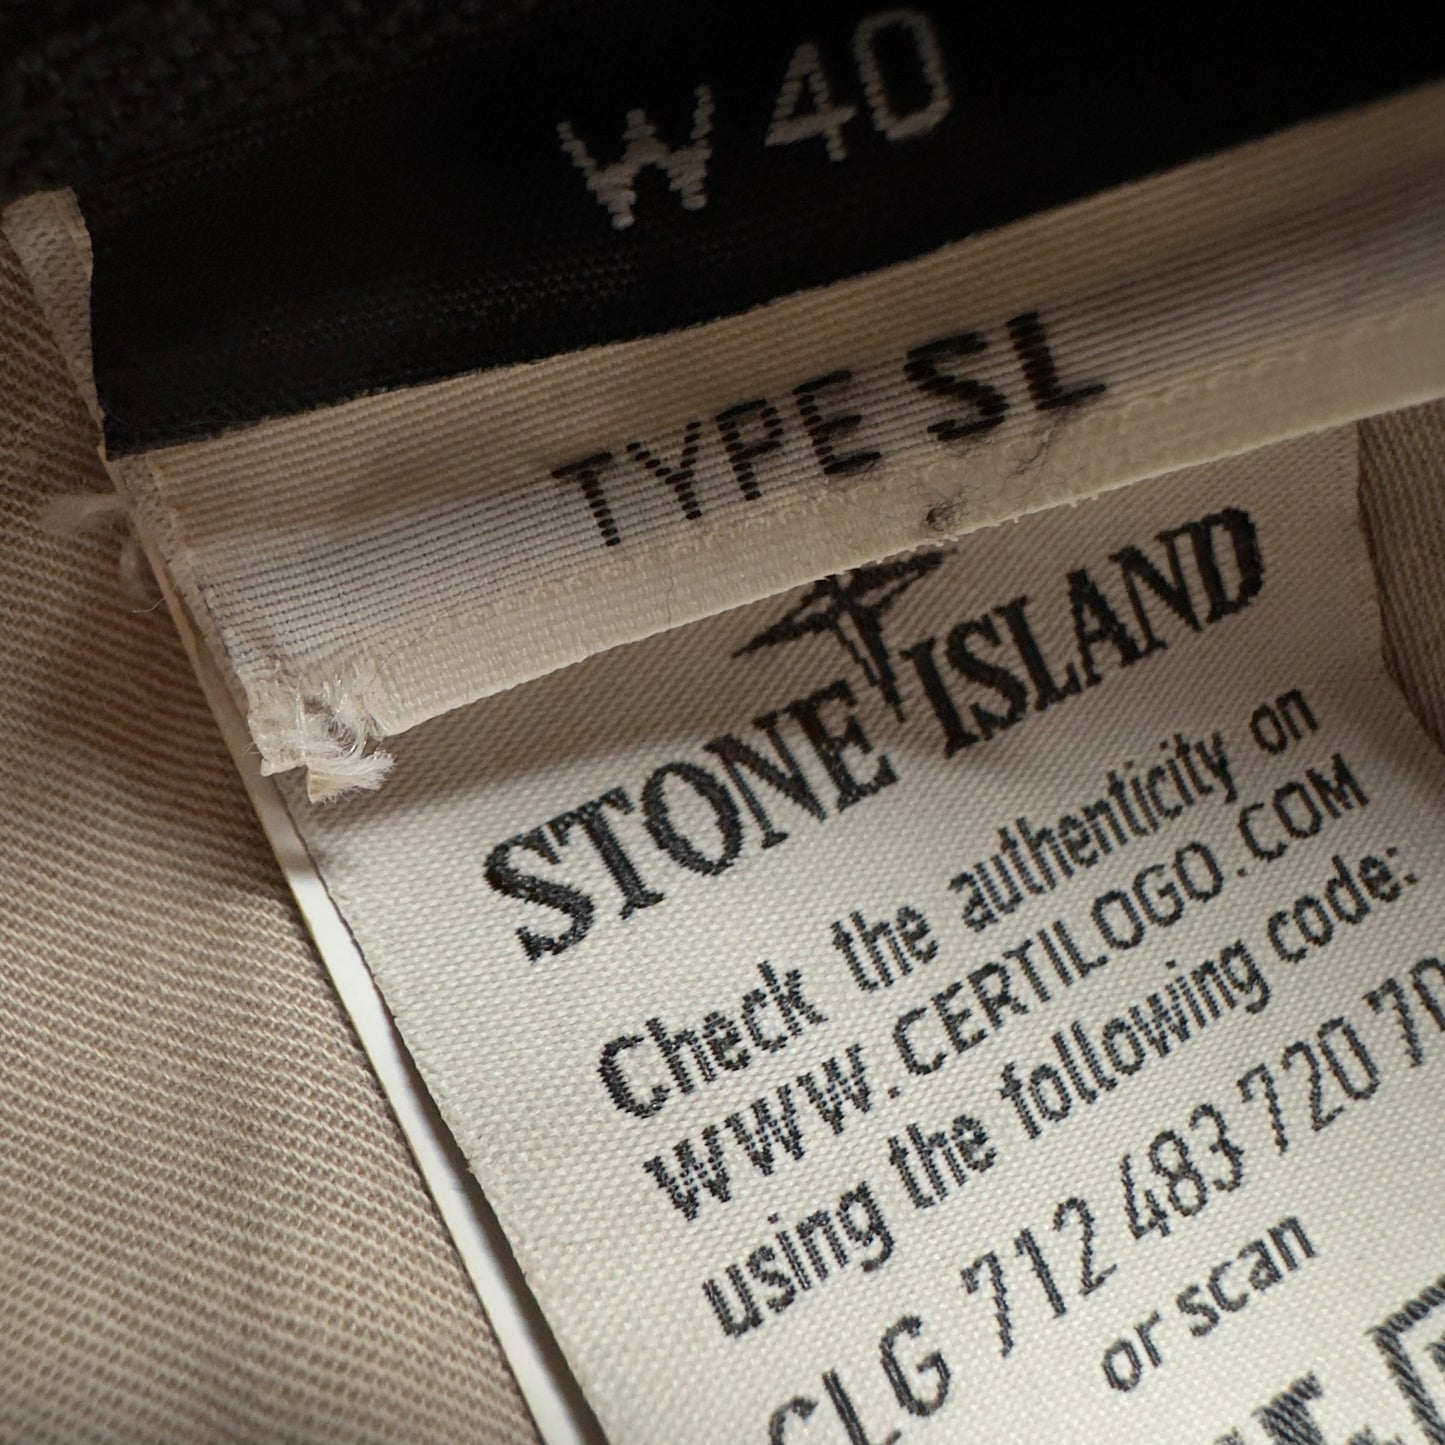 W 40
TYPE SL
STONE ISLAND
Check the authenticity on
WWW.CERTILOGO.COM
using the following code:
CLG 712 483 720 70
or scan